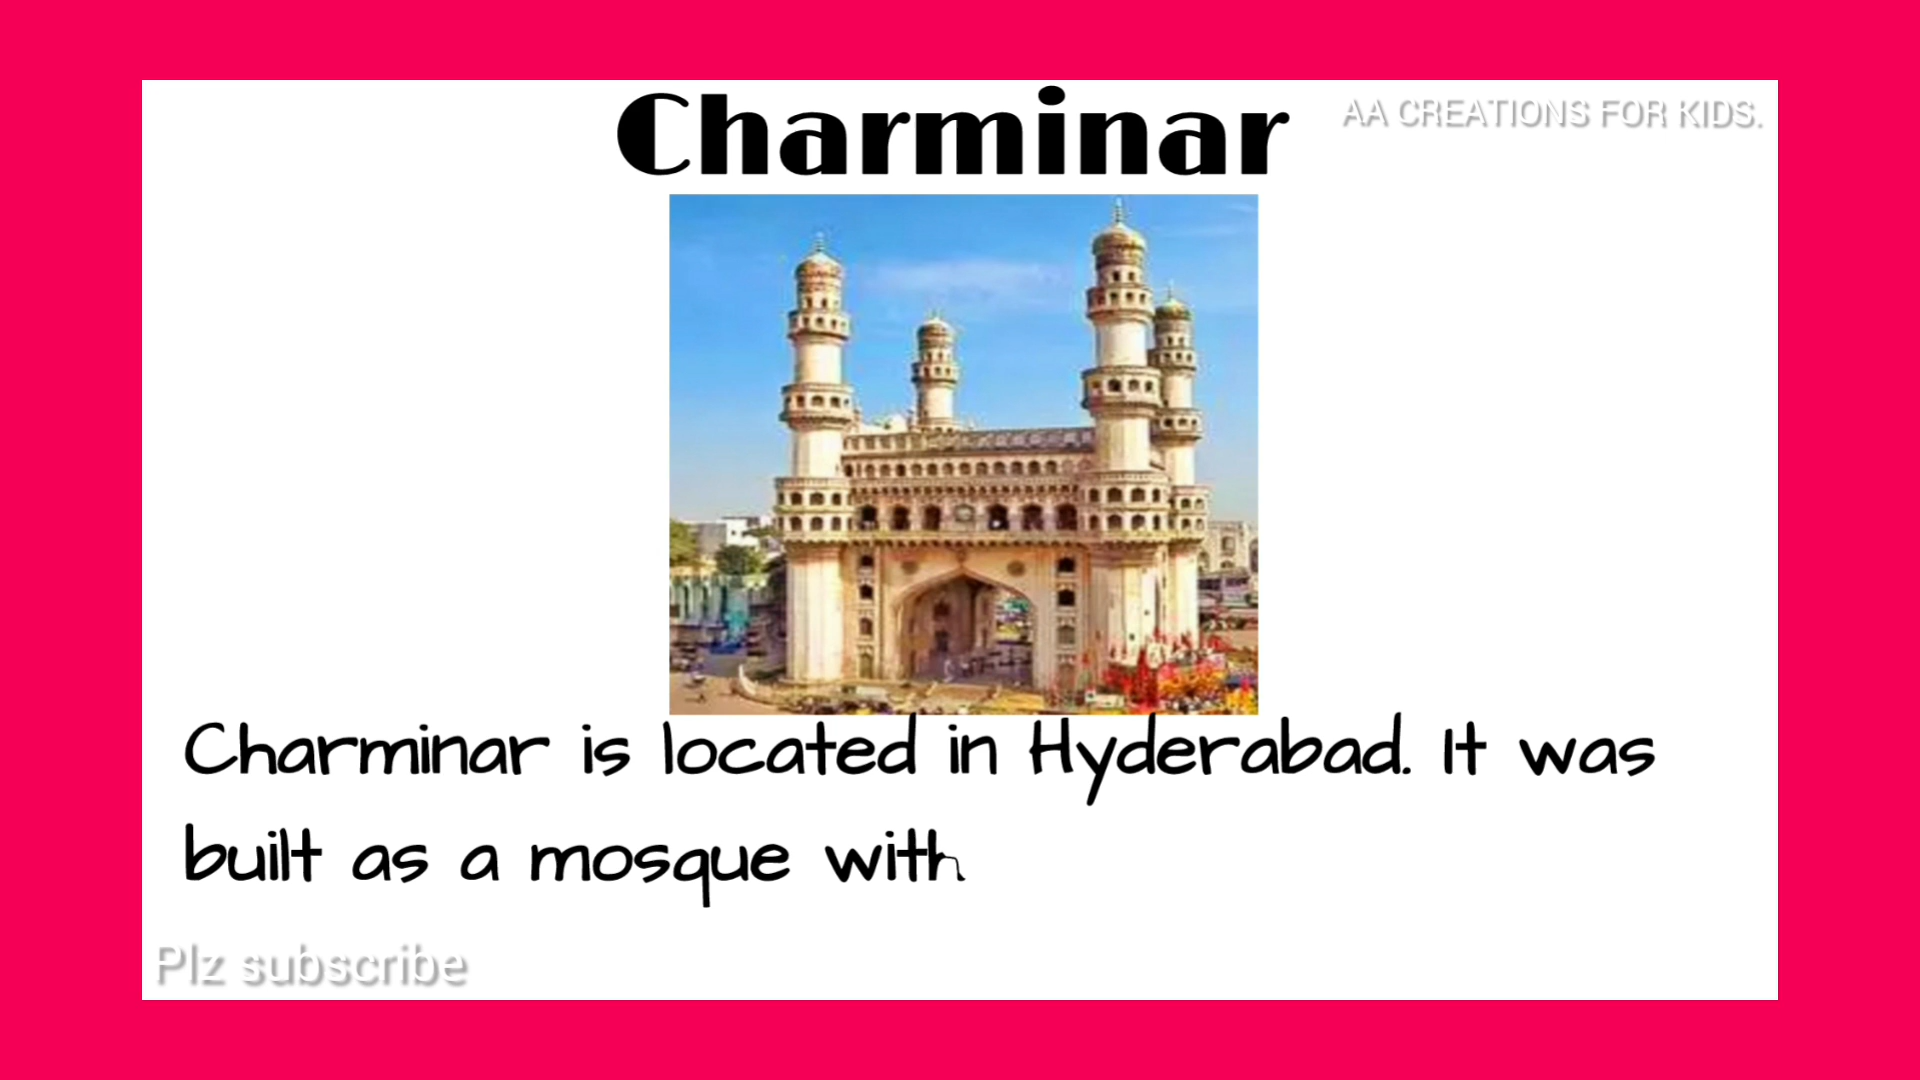 Charminar
AA CREATIONS FOR KIDS.
Charminar is located in Hyderabad. It was
built as a mosque with
Plz subscribe